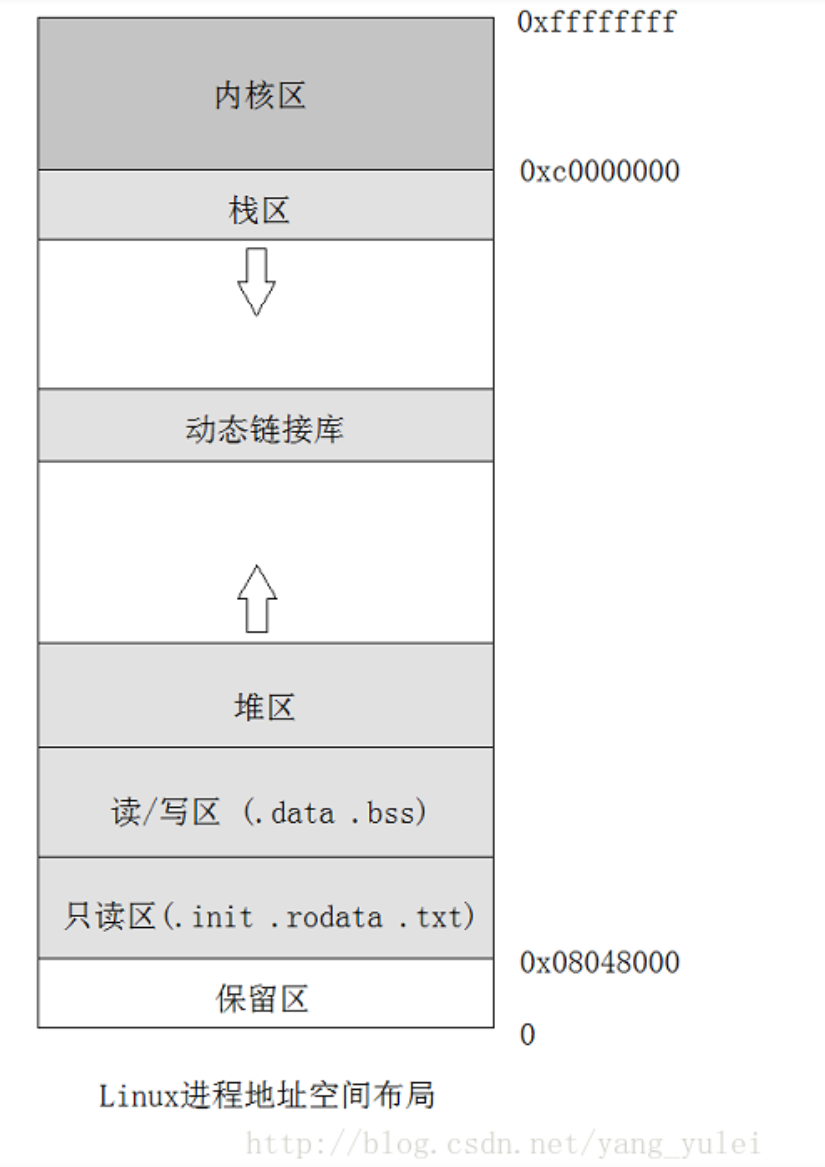 0xffffffff
内核区
0xc0000000
栈区
动态链接库
堆区
读/写区 (.data .bss)
只读区(.init .rodata .txt)
0x08048000
保留区
0
Linux进程地址空间布局
http://blog.csdn.net/yang_yulei